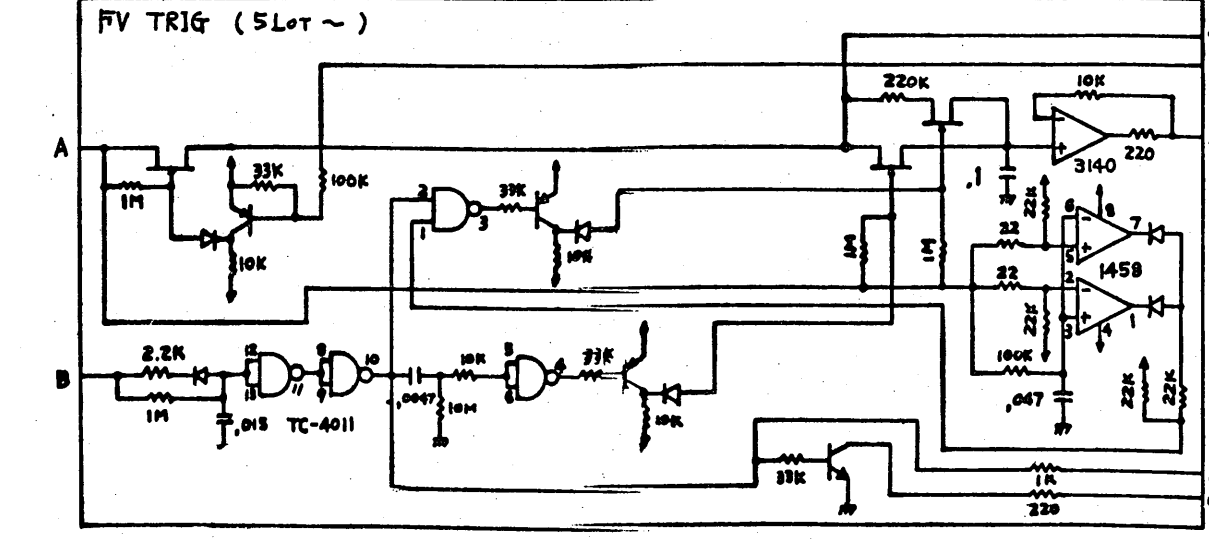 FV TRIG (5LOT ~)
220K
10K
A
33K
100K
1M
10K
2
1
3
33K
10K
1M
1M
.1
3140
220
22K
6
5
8
7
22
1458
22
2
3
4
1
22K
100K
.047
22K
22K
B
2.2K
1M
.015
12
13
11
8
9
10
TC-4011
.0047
10K
10M
5
6
4
33K
10K
33K
1K
220